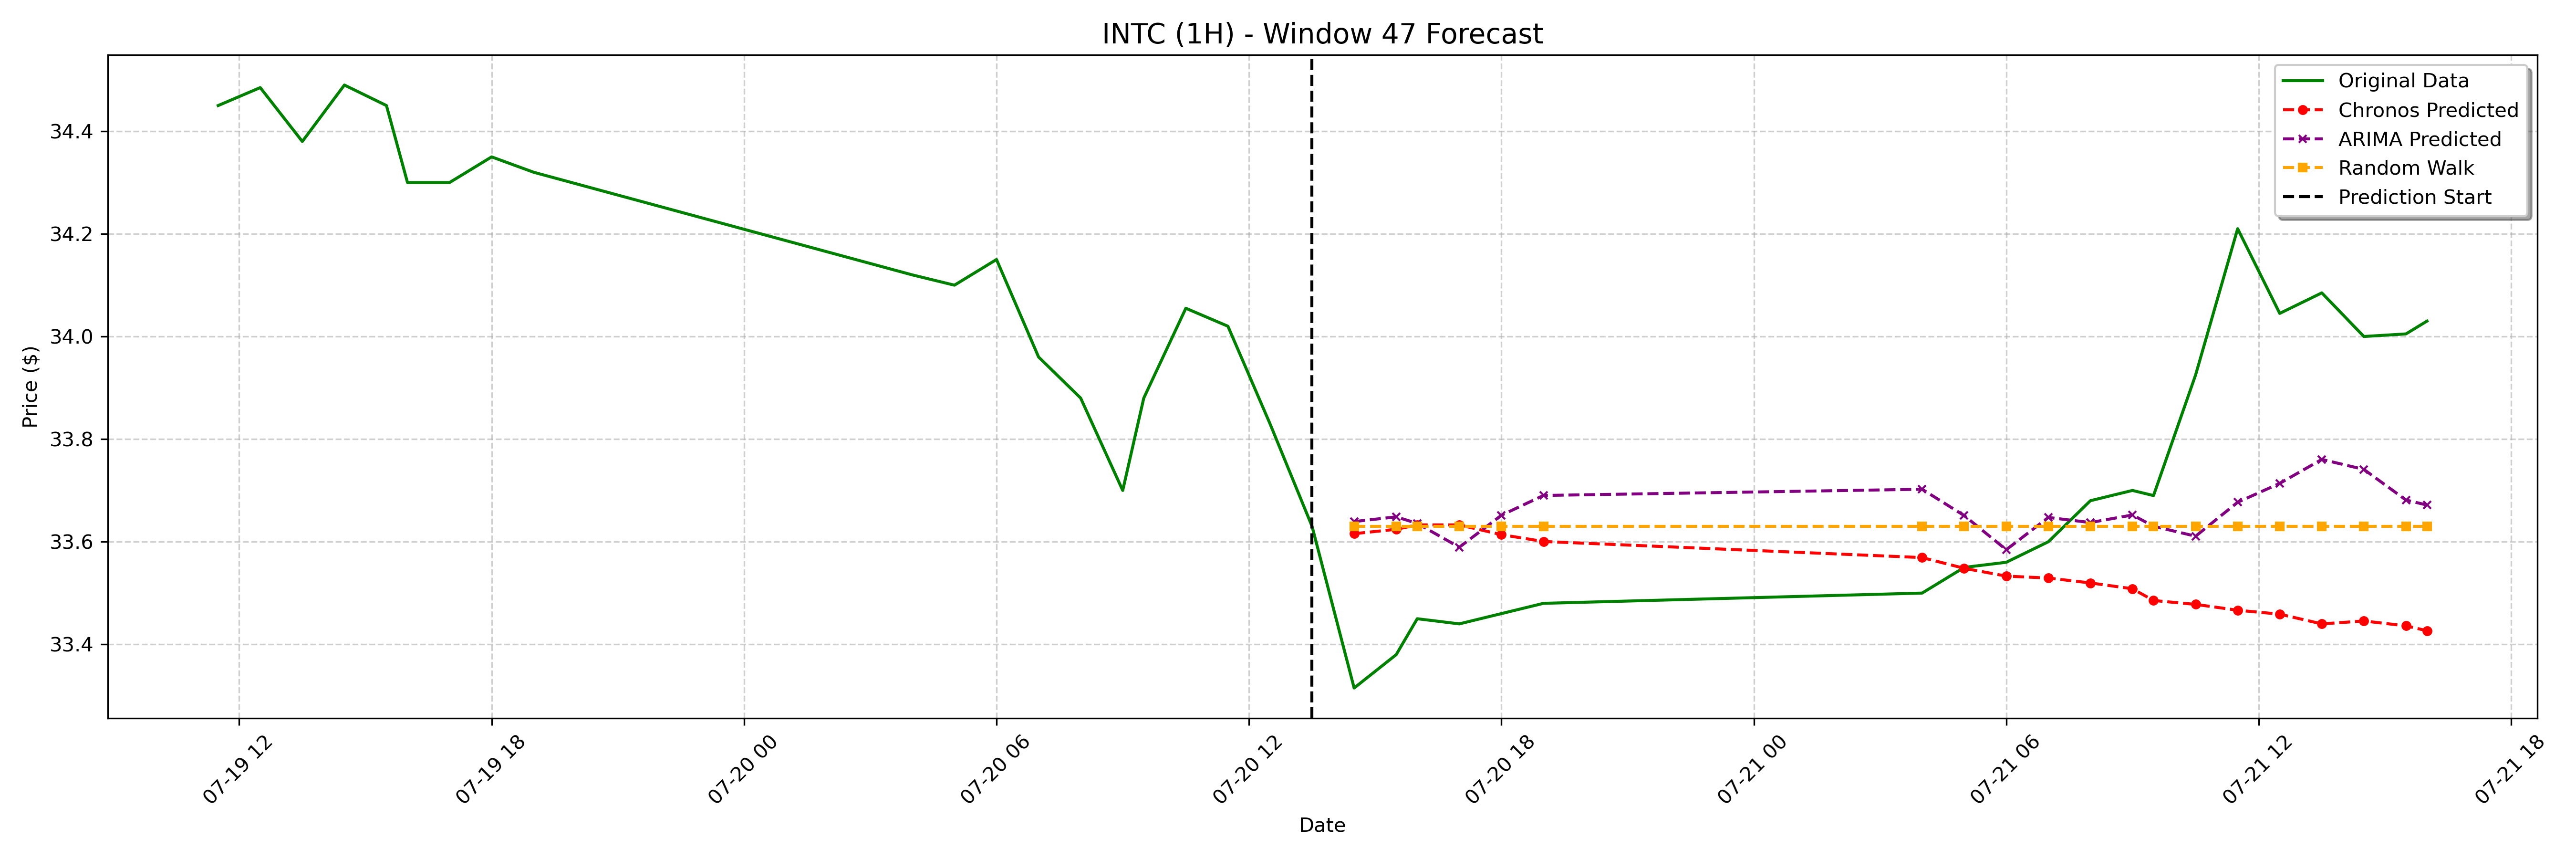 INTC (1H) - Window 47 Forecast
Original Data
Chronos Predicted
ARIMA Predicted
Random Walk
Prediction Start
Price ($)
34.4
34.2
34.0
33.8
33.6
33.4
07-19 12
07-19 18
07-20 00
07-20 06
07-20 12
07-20 18
07-21 00
07-21 06
07-21 12
07-21 18
Date